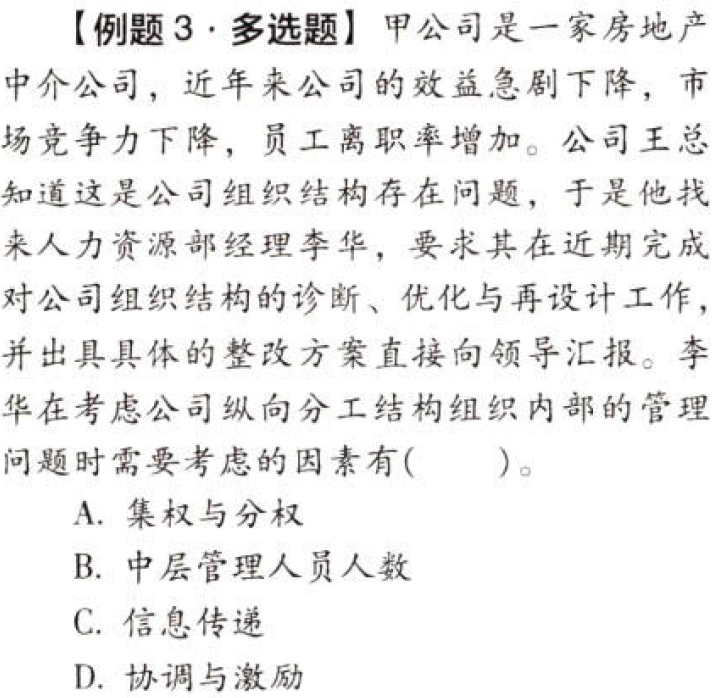 【例题3·多选题】甲公司是一家房地产
中介公司，近年来公司的效益急剧下降，市
场竞争力下降，员工离职率增加。公司王总
知道这是公司组织结构存在问题，于是他找
来人力资源部经理李华，要求其在近期完成
对公司组织结构的诊断、优化与再设计工作，
并出具具体的整改方案直接向领导汇报。李
华在考虑公司纵向分工结构组织内部的管理
问题时需要考虑的因素有(　　)。
A. 集权与分权
B. 中层管理人员人数
C. 信息传递
D. 协调与激励